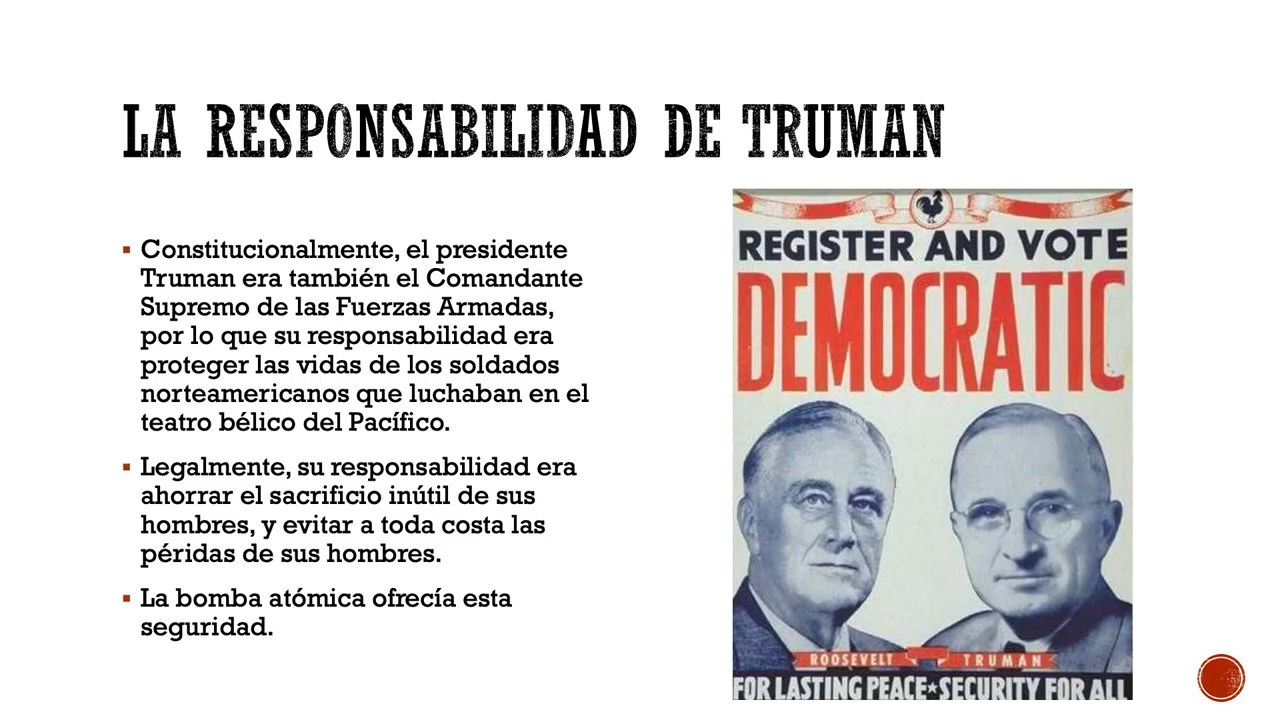 LA RESPONSABILIDAD DE TRUMAN
▪ Constitucionalmente, el presidente
Truman era también el Comandante
Supremo de las Fuerzas Armadas,
por lo que su responsabilidad era
proteger las vidas de los soldados
norteamericanos que luchaban en el
teatro bélico del Pacífico.
▪ Legalmente, su responsabilidad era
ahorrar el sacrificio inútil de sus
hombres, y evitar a toda costa las
péridas de sus hombres.
▪ La bomba atómica ofrecía esta
seguridad.
REGISTER AND VOTE
DEMOCRATIC
ROOSEVELT TRUMAN
FOR LASTING PEACE★SECURITY FOR ALL